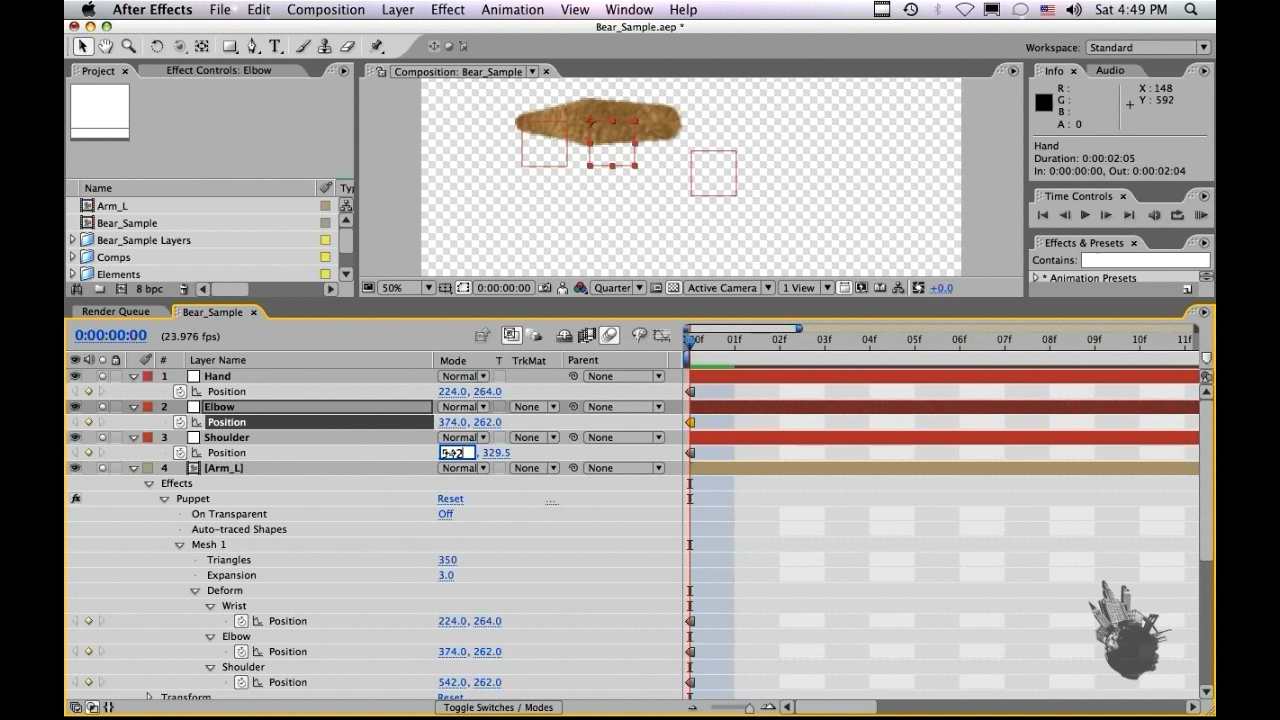 After Effects File Edit Composition Layer Effect Animation View Window Help Sat 4:49 PM
Bear_Sample.aep *
T Workspace: Standard
Project × Effect Controls: Elbow Composition: Bear_Sample × Info × Audio
R : X : 148
G : Y : 592
B :
A : 0
Hand
Duration: 0:00:02:05
In: 0:00:00:00, Out: 0:00:02:04
Name Typ
Arm_L Time Controls ×
Bear_Sample
Bear_Sample Layers Effects & Presets ×
Comps Contains:
Elements * Animation Presets
8 bpc 50% 0:00:00:00 Quarter Active Camera 1 View +0.0
Render Queue Bear_Sample ×
0:00:00:00 (23.976 fps) 00f 01f 02f 03f 04f 05f 06f 07f 08f 09f 10f 11f
# Layer Name Mode T TrkMat Parent
1 Hand Normal None
Position 224.0, 264.0
2 Elbow Normal None None
Position 374.0, 262.0
3 Shoulder Normal None None
Position 542 , 329.5
4 [Arm_L] Normal None None
Effects
fx Puppet Reset ...
On Transparent Off
Auto-traced Shapes
Mesh 1
Triangles 350
Expansion 3.0
Deform
Wrist
Position 224.0, 264.0
Elbow
Position 374.0, 262.0
Shoulder
Position 542.0, 262.0
Transform Reset
Toggle Switches / Modes